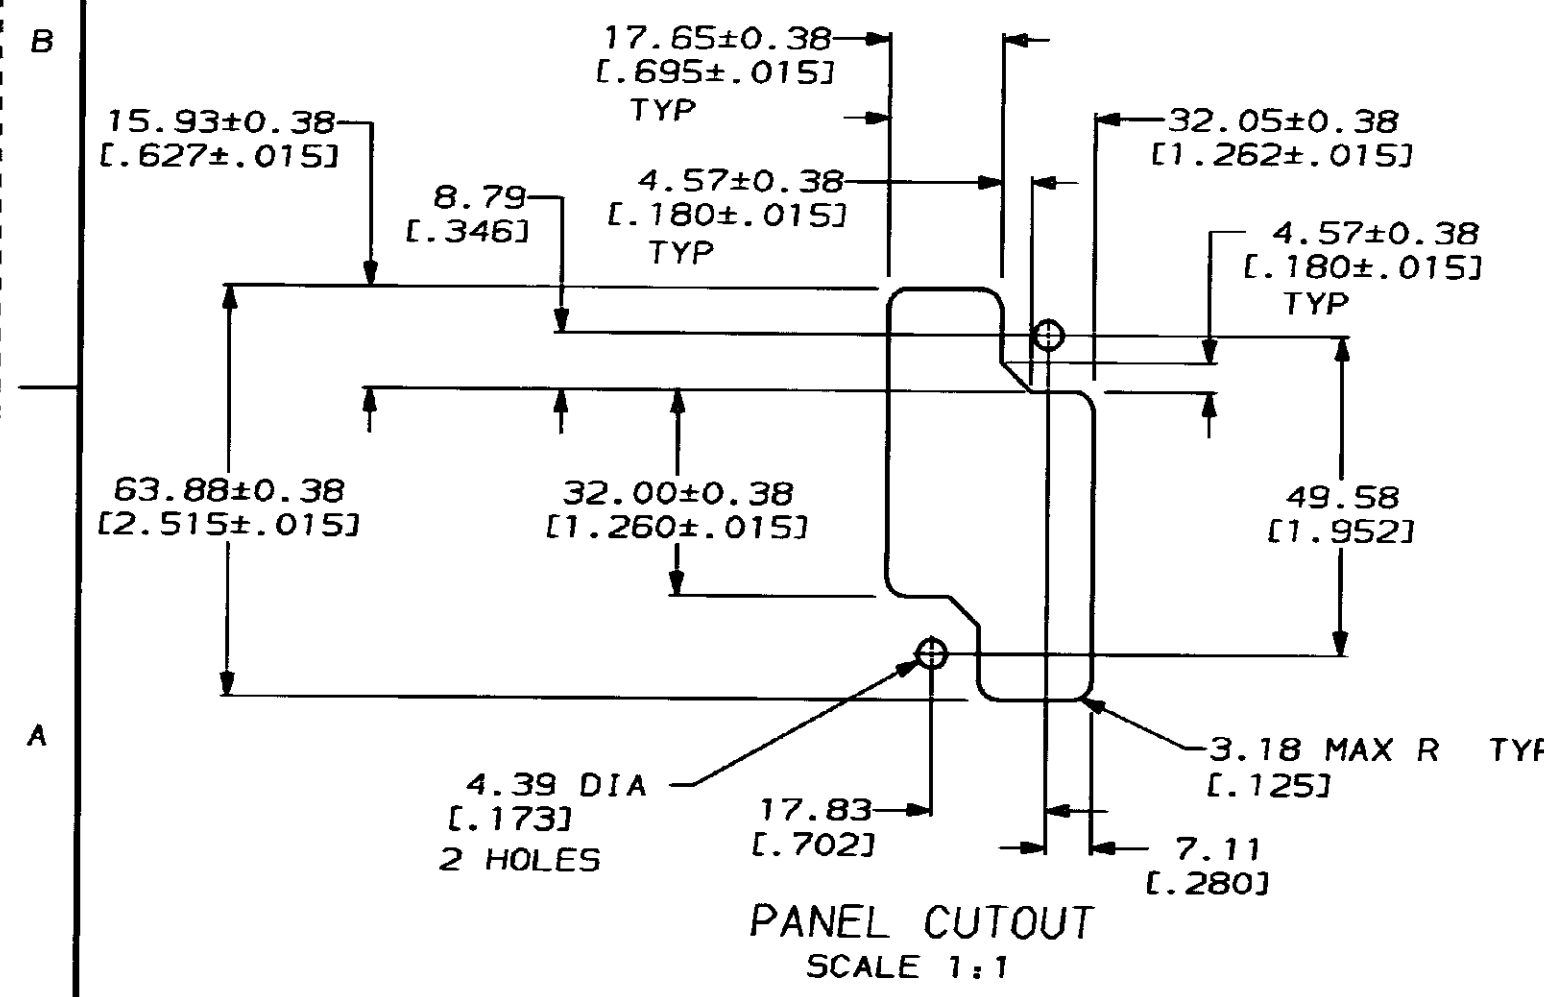 B
17.65±0.38
[.695±.015]
TYP
15.93±0.38
[.627±.015]
32.05±0.38
[1.262±.015]
8.79
[.346]
4.57±0.38
[.180±.015]
TYP
4.57±0.38
[.180±.015]
TYP
63.88±0.38
[2.515±.015]
32.00±0.38
[1.260±.015]
49.58
[1.952]
A
3.18 MAX R TYP
[.125]
4.39 DIA
[.173]
2 HOLES
17.83
[.702]
7.11
[.280]
PANEL CUTOUT
SCALE 1:1